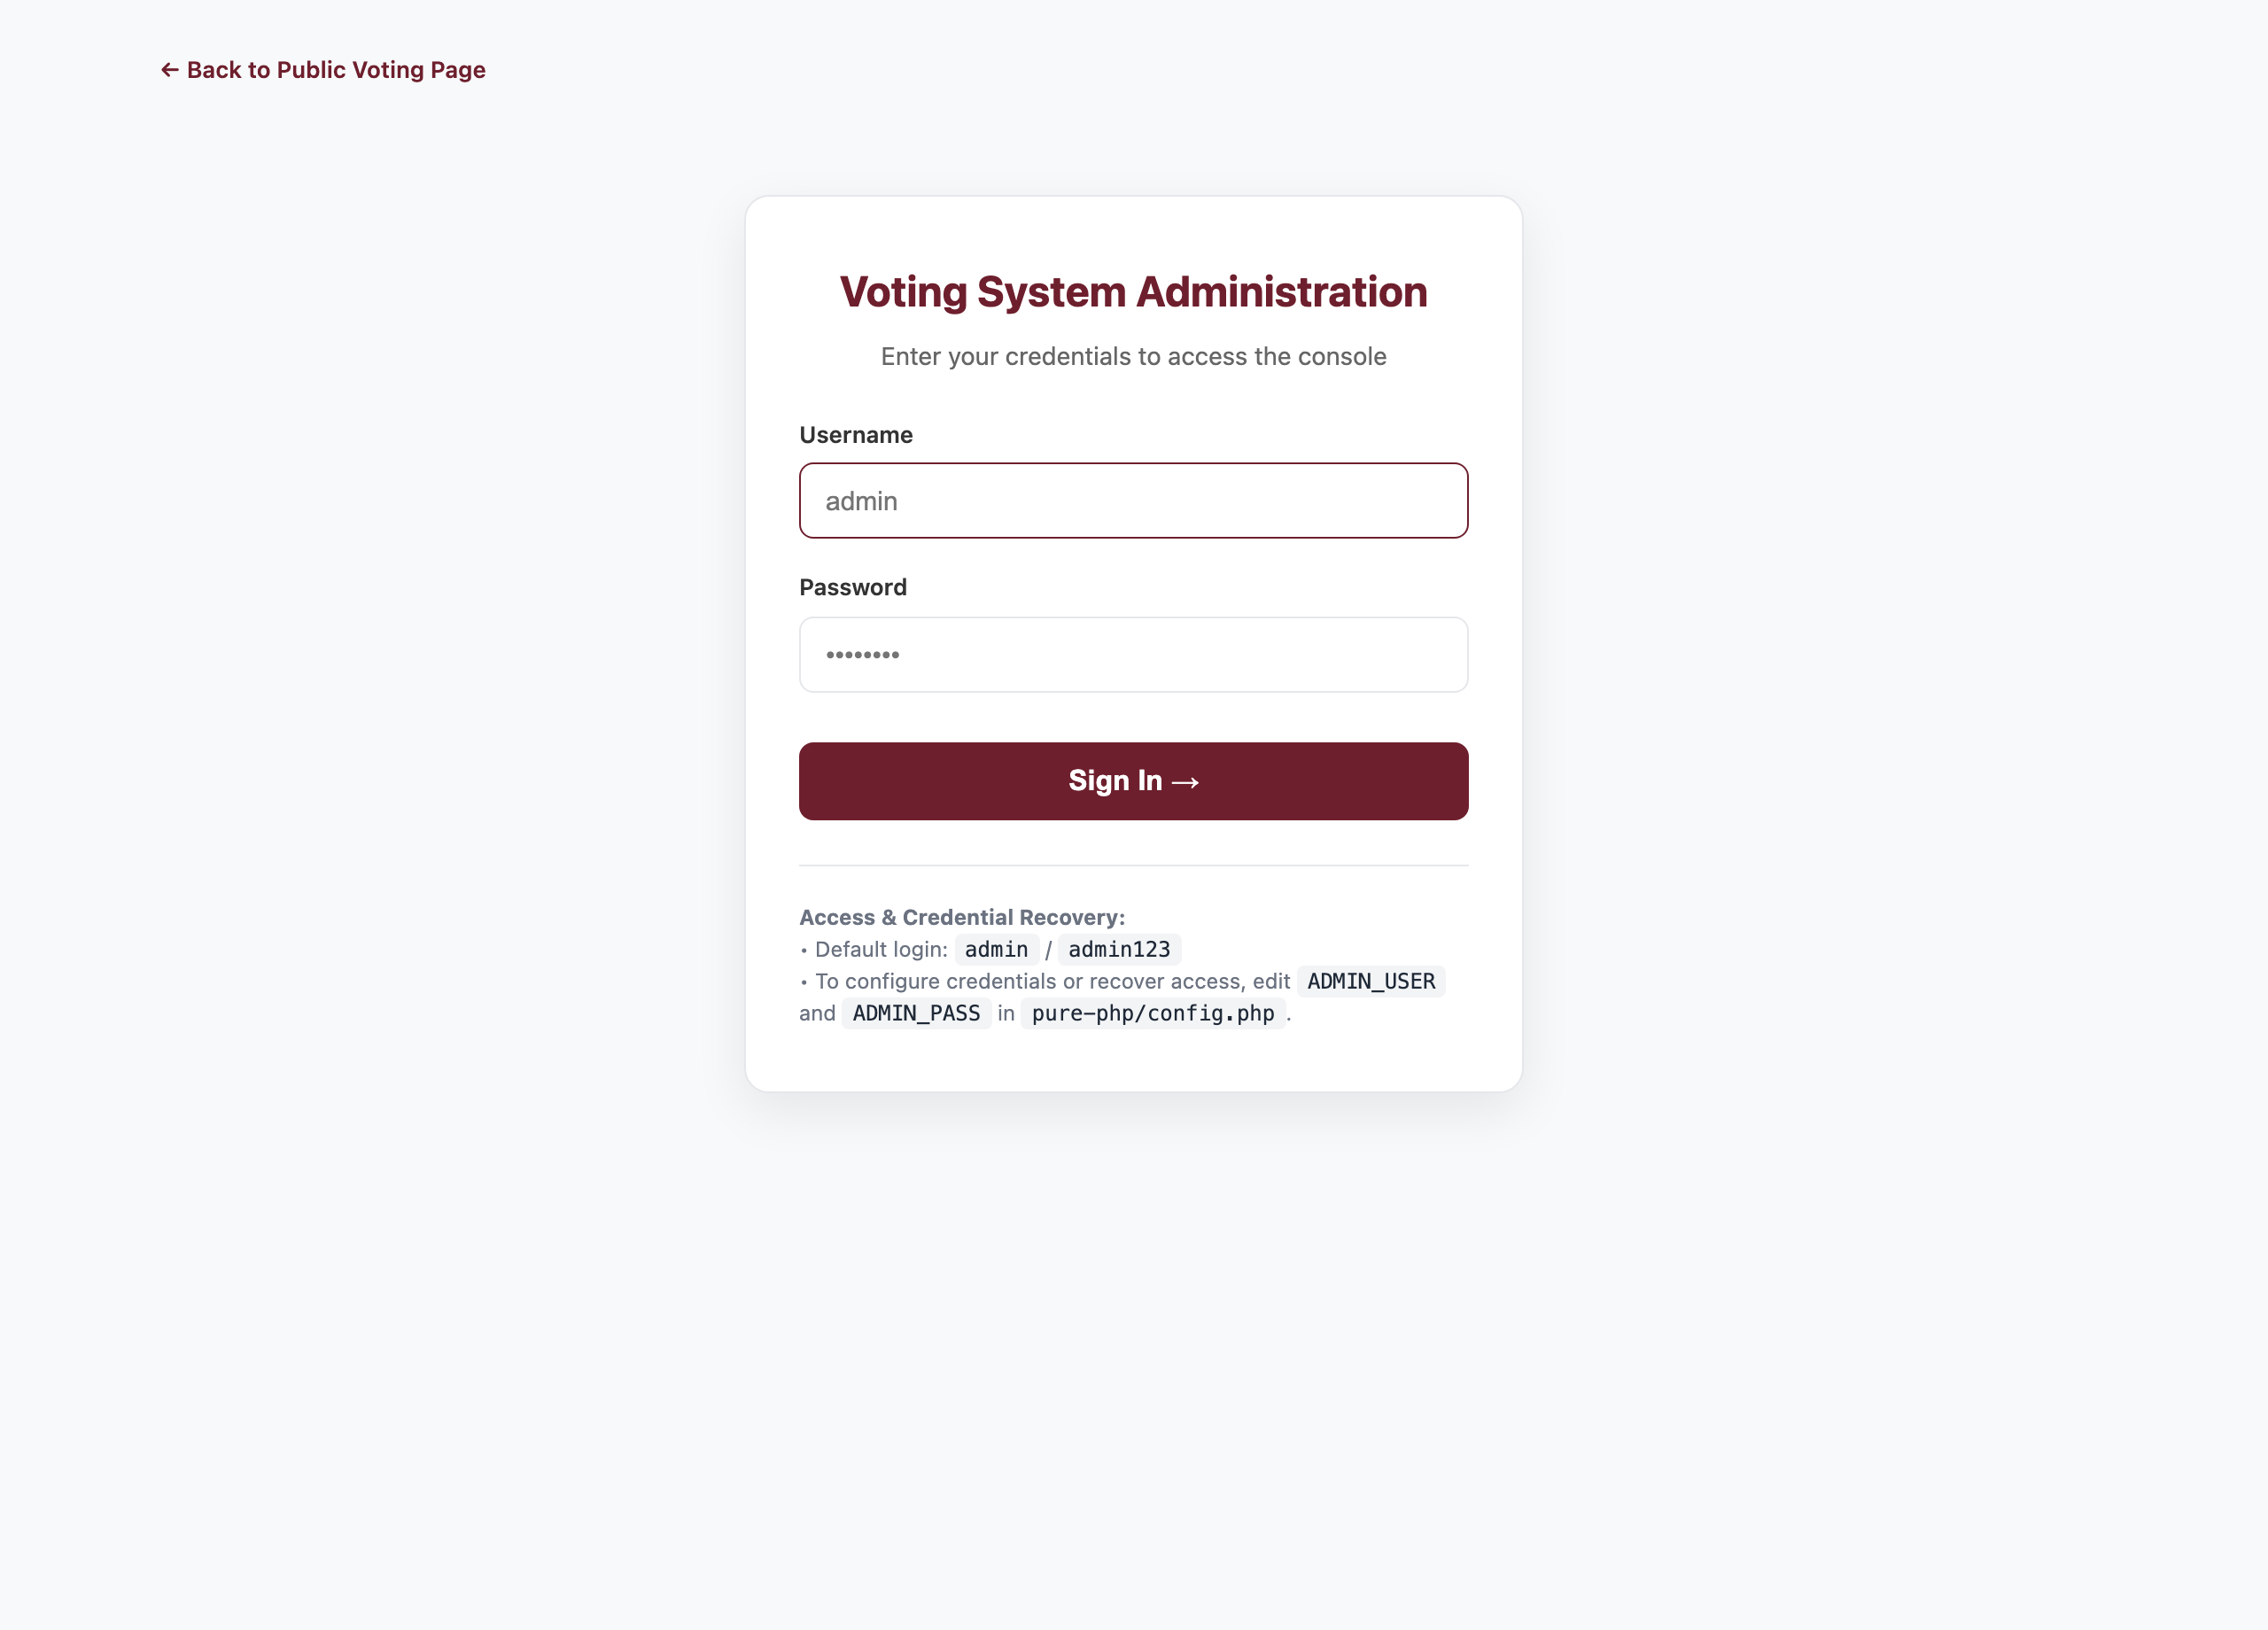 ← Back to Public Voting Page
Voting System Administration
Enter your credentials to access the console
Username
admin
Password
••••••••
Sign In →
Access & Credential Recovery:
• Default login: admin / admin123
• To configure credentials or recover access, edit ADMIN_USER
and ADMIN_PASS in pure-php/config.php.